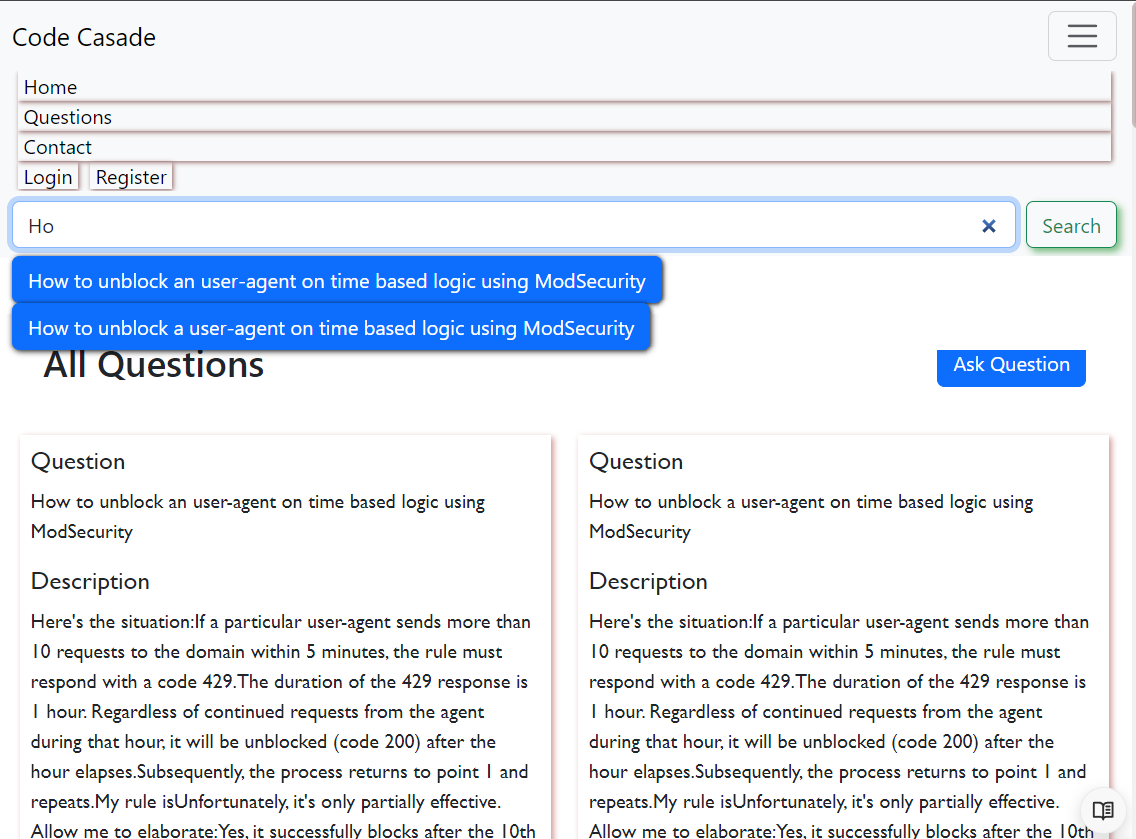 Code Casade
Home
Questions
Contact
Login Register
Ho
Search
How to unblock an user-agent on time based logic using ModSecurity
How to unblock a user-agent on time based logic using ModSecurity
All Questions
Ask Question
Question
How to unblock an user-agent on time based logic using
ModSecurity
Description
Here's the situation:If a particular user-agent sends more than
10 requests to the domain within 5 minutes, the rule must
respond with a code 429.The duration of the 429 response is
1 hour. Regardless of continued requests from the agent
during that hour, it will be unblocked (code 200) after the
hour elapses.Subsequently, the process returns to point 1 and
repeats.My rule isUnfortunately, it's only partially effective.
Allow me to elaborate:Yes, it successfully blocks after the 10th
Question
How to unblock a user-agent on time based logic using
ModSecurity
Description
Here's the situation:If a particular user-agent sends more than
10 requests to the domain within 5 minutes, the rule must
respond with a code 429.The duration of the 429 response is
1 hour. Regardless of continued requests from the agent
during that hour, it will be unblocked (code 200) after the
hour elapses.Subsequently, the process returns to point 1 and
repeats.My rule isUnfortunately, it's only partially effective.
Allow me to elaborate:Yes, it successfully blocks after the 10th